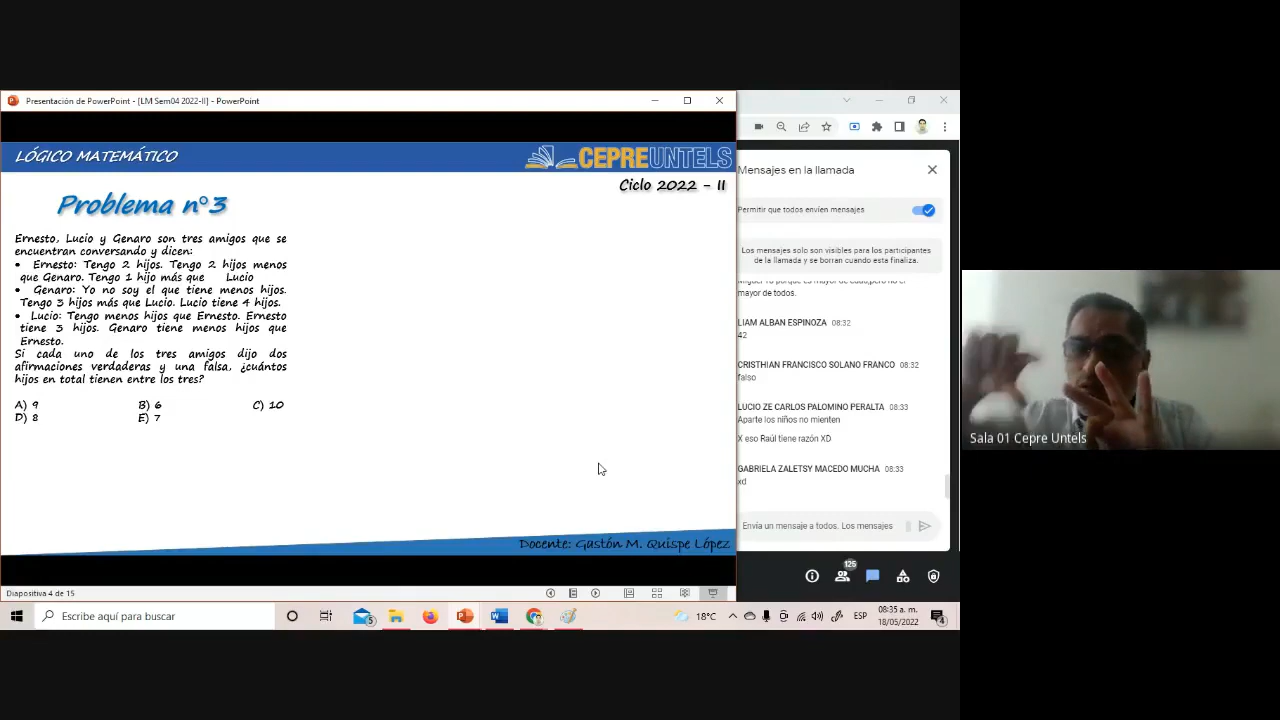 Presentación de PowerPoint - [LM Sem04 2022-II] - PowerPoint
LÓGICO MATEMÁTICO
CEPREUNTELS
Ciclo 2022 - II
Problema n°3
Ernesto, Lucio y Genaro son tres amigos que se
encuentran conversando y dicen:
• Ernesto: Tengo 2 hijos. Tengo 2 hijos menos
que Genaro. Tengo 1 hijo más que Lucio
• Genaro: Yo no soy el que tiene menos hijos.
Tengo 3 hijos más que Lucio. Lucio tiene 4 hijos.
• Lucio: Tengo menos hijos que Ernesto. Ernesto
tiene 3 hijos. Genaro tiene menos hijos que
Ernesto.
Si cada uno de los tres amigos dijo dos
afirmaciones verdaderas y una falsa, ¿cuántos
hijos en total tienen entre los tres?
A) 9 B) 6 C) 10
D) 8 E) 7
Docente: Gastón M. Quispe López
Diapositiva 4 de 15
Mensajes en la llamada
Permitir que todos envíen mensajes
Los mensajes solo son visibles para los participantes
de la llamada y se borran cuando esta finaliza.
mayor de todos.
LIAM ALBAN ESPINOZA 08:32
42
CRISTHIAN FRANCISCO SOLANO FRANCO 08:32
falso
LUCIO ZE CARLOS PALOMINO PERALTA 08:33
Aparte los niños no mienten
X eso Raúl tiene razón XD
GABRIELA ZALETSY MACEDO MUCHA 08:33
xd
Envía un mensaje a todos. Los mensajes
125
Sala 01 Cepre Untels
Escribe aquí para buscar
5
18°C
ESP
08:35 a. m.
18/05/2022
4